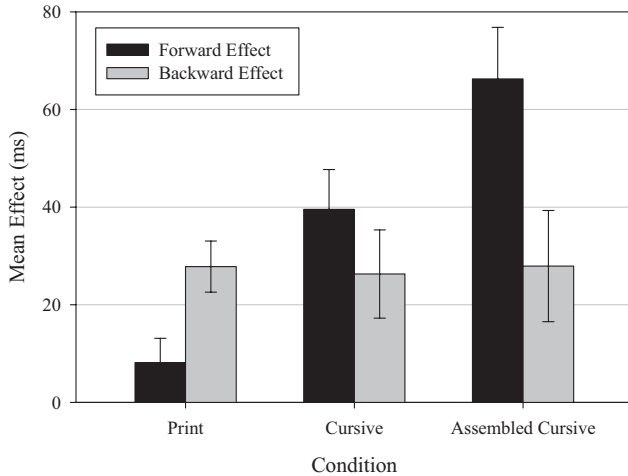 80
60
40
20
0
Mean Effect (ms)
Forward Effect
Backward Effect
Print
Cursive
Assembled Cursive
Condition